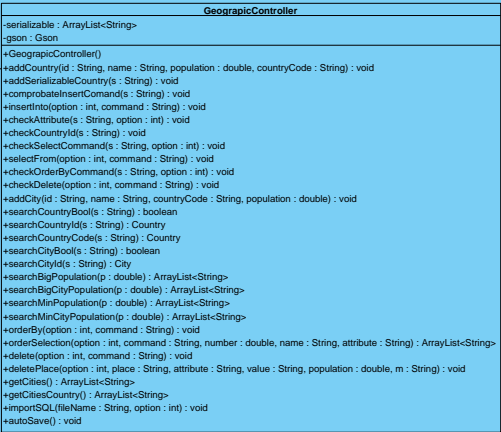 GeograpicController
-serializable : ArrayList<String>
-gson : Gson
+GeograpicController()
+addCountry(id : String, name : String, population : double, countryCode : String) : void
+addSerializableCountry(s : String) : void
+comprobateInsertComand(s : String) : void
+insertInto(option : int, command : String) : void
+checkAttribute(s : String, option : int) : void
+checkCountryId(s : String) : void
+checkSelectCommand(s : String, option : int) : void
+selectFrom(option : int, command : String) : void
+checkOrderByCommand(s : String, option : int) : void
+checkDelete(option : int, command : String) : void
+addCity(id : String, name : String, countryCode : String, population : double) : void
+searchCountryBool(s : String) : boolean
+searchCountryId(s : String) : Country
+searchCountryCode(s : String) : Country
+searchCityBool(s : String) : boolean
+searchCityId(s : String) : City
+searchBigPopulation(p : double) : ArrayList<String>
+searchBigCityPopulation(p : double) : ArrayList<String>
+searchMinPopulation(p : double) : ArrayList<String>
+searchMinCityPopulation(p : double) : ArrayList<String>
+orderBy(option : int, command : String) : void
+orderSelection(option : int, command : String, number : double, name : String, attribute : String) : ArrayList<String>
+delete(option : int, command : String) : void
+deletePlace(option : int, place : String, attribute : String, value : String, population : double, m : String) : void
+getCities() : ArrayList<String>
+getCitiesCountry() : ArrayList<String>
+importSQL(fileName : String, option : int) : void
+autoSave() : void